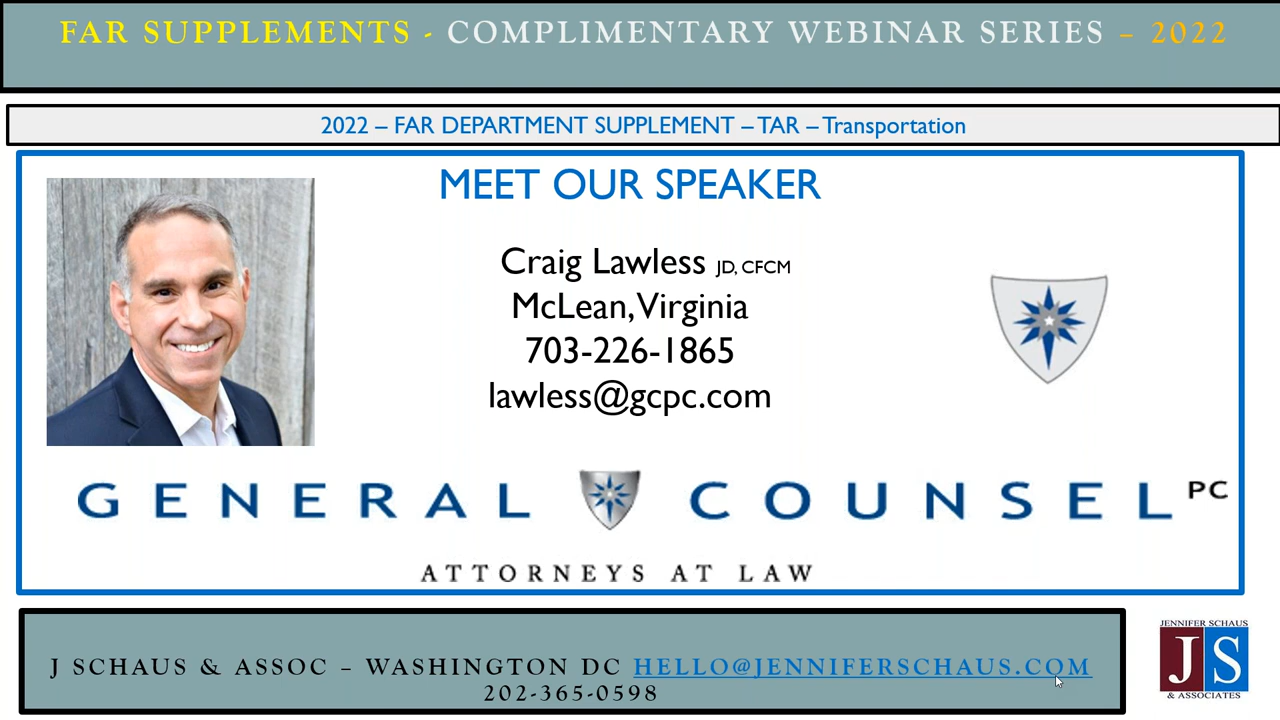 FAR SUPPLEMENTS - COMPLIMENTARY WEBINAR SERIES – 2022
2022 – FAR DEPARTMENT SUPPLEMENT – TAR – Transportation
MEET OUR SPEAKER
Craig Lawless JD, CFCM
McLean, Virginia
703-226-1865
lawless@gcpc.com
GENERAL COUNSEL PC
ATTORNEYS AT LAW
J SCHAUS & ASSOC – WASHINGTON DC HELLO@JENNIFERSCHAUS.COM
202-365-0598
JENNIFER SCHAUS
JS
& ASSOCIATES